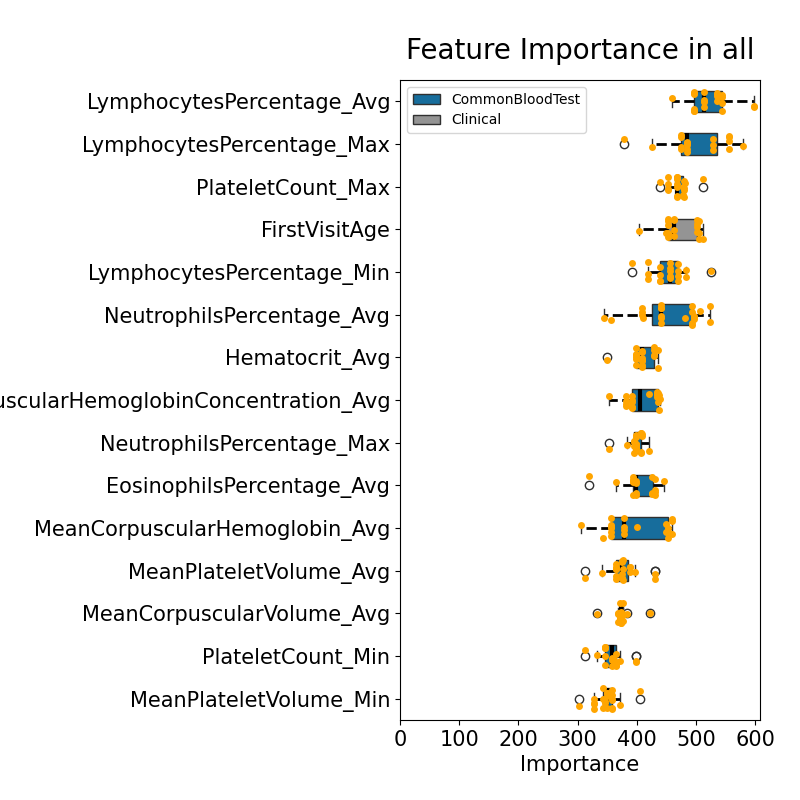 Feature Importance in all
CommonBloodTest
Clinical
LymphocytesPercentage_Avg
LymphocytesPercentage_Max
PlateletCount_Max
FirstVisitAge
LymphocytesPercentage_Min
NeutrophilsPercentage_Avg
Hematocrit_Avg
uscularHemoglobinConcentration_Avg
NeutrophilsPercentage_Max
EosinophilsPercentage_Avg
MeanCorpuscularHemoglobin_Avg
MeanPlateletVolume_Avg
MeanCorpuscularVolume_Avg
PlateletCount_Min
MeanPlateletVolume_Min
0 100 200 300 400 500 600
Importance